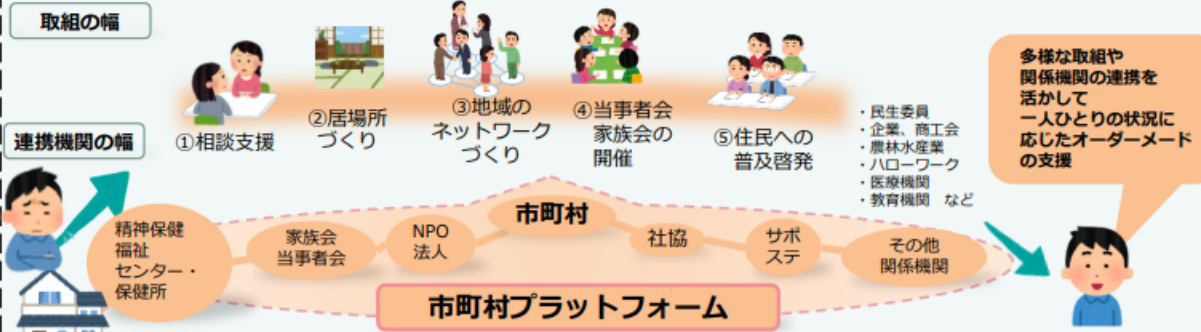 取組の幅
①相談支援
②居場所
づくり
③地域の
ネットワーク
づくり
④当事者会
家族会の
開催
⑤住民への
普及啓発
・民生委員
・企業、商工会
・農林水産業
・ハローワーク
・医療機関
・教育機関 など
多様な取組や
関係機関の連携を
活かして
一人ひとりの状況に
応じたオーダーメード
の支援
連携機関の幅
精神保健
福祉
センター・
保健所
家族会
当事者会
NPO
法人
市町村
社協
サポ
ステ
その他
関係機関
市町村プラットフォーム